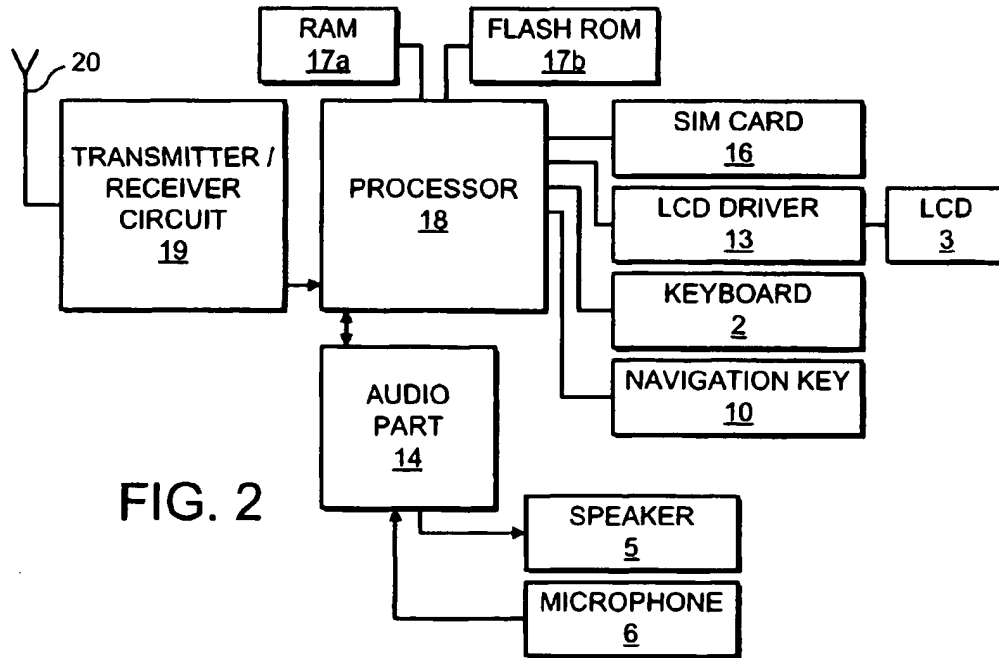 RAM
17a
FLASH ROM
17b
20
TRANSMITTER /
RECEIVER
CIRCUIT
19
PROCESSOR
18
SIM CARD
16
LCD DRIVER
13
LCD
3
KEYBOARD
2
NAVIGATION KEY
10
AUDIO
PART
14
FIG. 2
SPEAKER
5
MICROPHONE
6